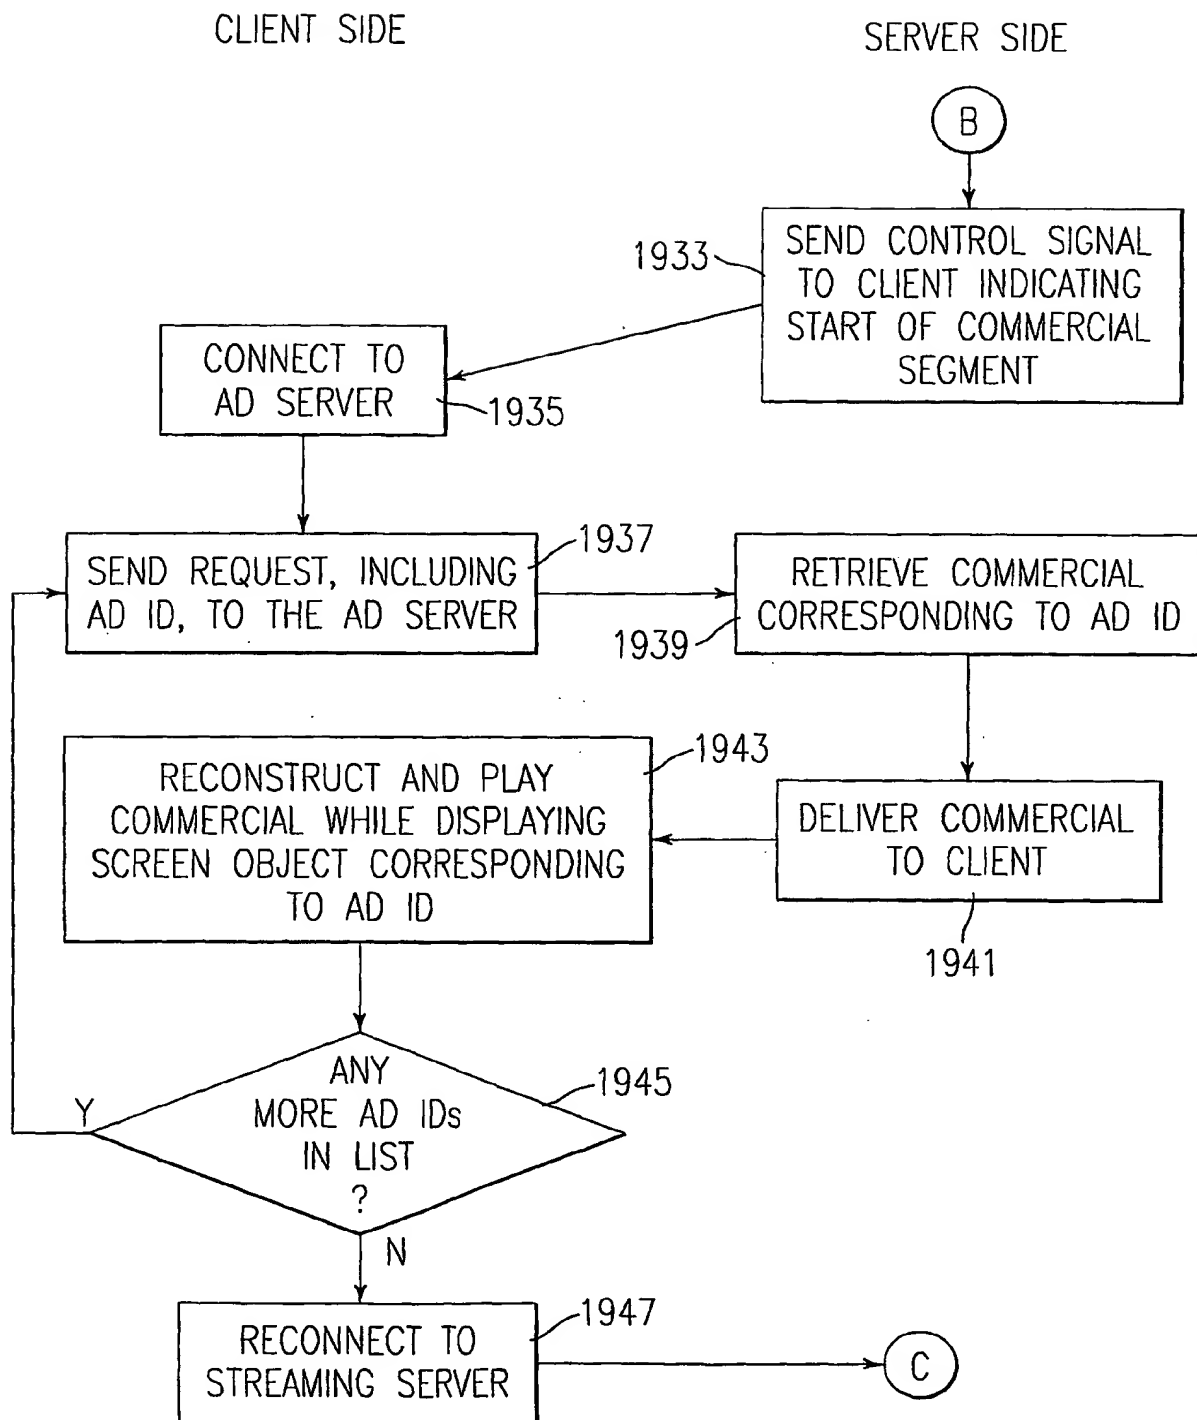 CLIENT SIDE
SERVER SIDE
B
SEND CONTROL SIGNAL
TO CLIENT INDICATING
START OF COMMERCIAL
SEGMENT
1933
CONNECT TO
AD SERVER
1935
SEND REQUEST, INCLUDING
AD ID, TO THE AD SERVER
1937
RETRIEVE COMMERCIAL
CORRESPONDING TO AD ID
1939
DELIVER COMMERCIAL
TO CLIENT
1941
RECONSTRUCT AND PLAY
COMMERCIAL WHILE DISPLAYING
SCREEN OBJECT CORRESPONDING
TO AD ID
1943
ANY
MORE AD IDs
IN LIST
?
1945
Y
N
RECONNECT TO
STREAMING SERVER
1947
C